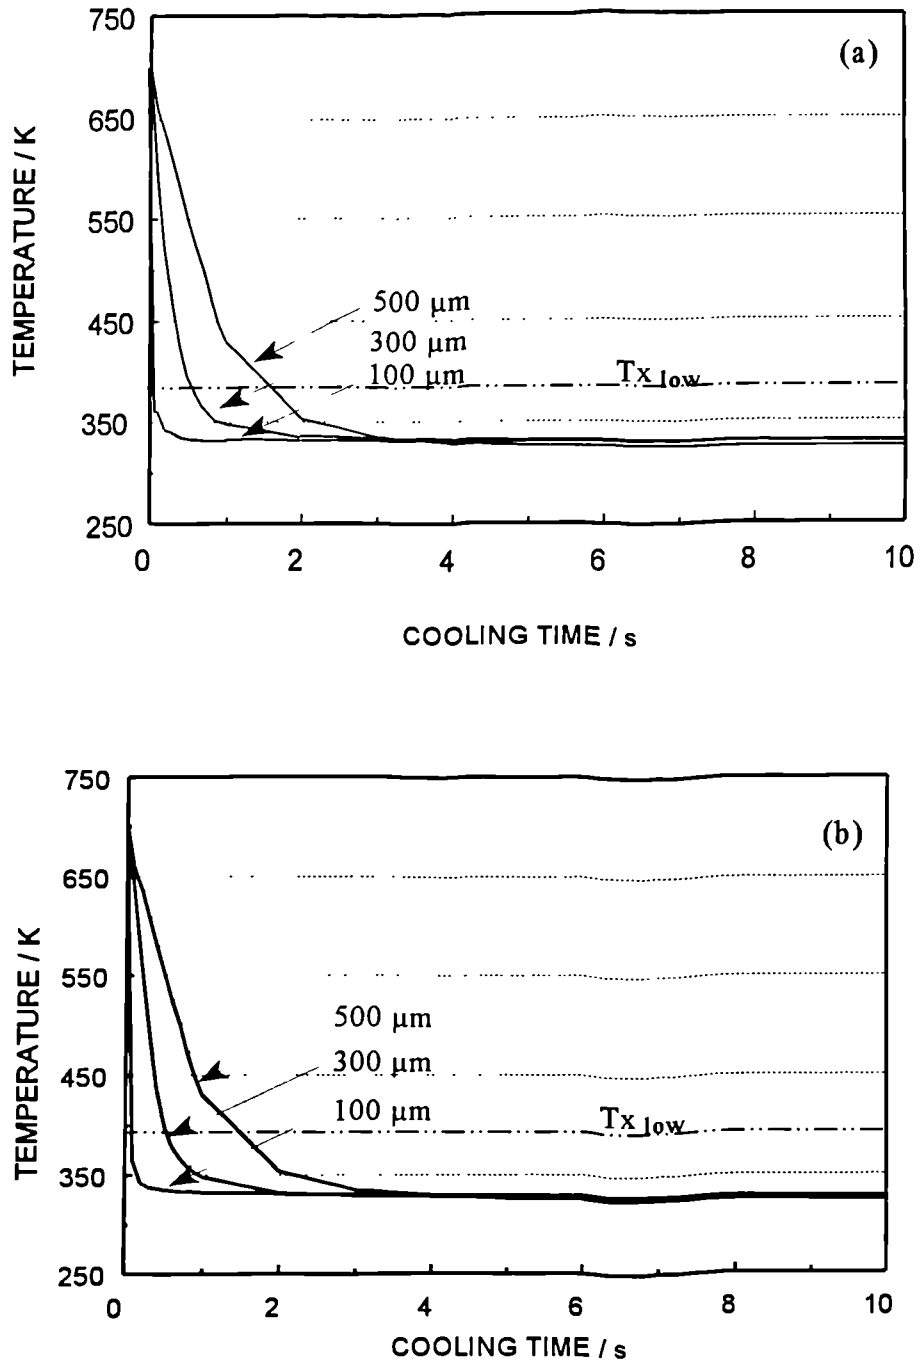 750
(a)
650
TEMPERATURE / K
550
500 μm
450
300 μm
100 μm
Tx low
350
250
0 2 4 6 8 10
COOLING TIME / s
750
(b)
650
TEMPERATURE / K
550
500 μm
300 μm
450
100 μm
Tx low
350
250
0 2 4 6 8 10
COOLING TIME / s